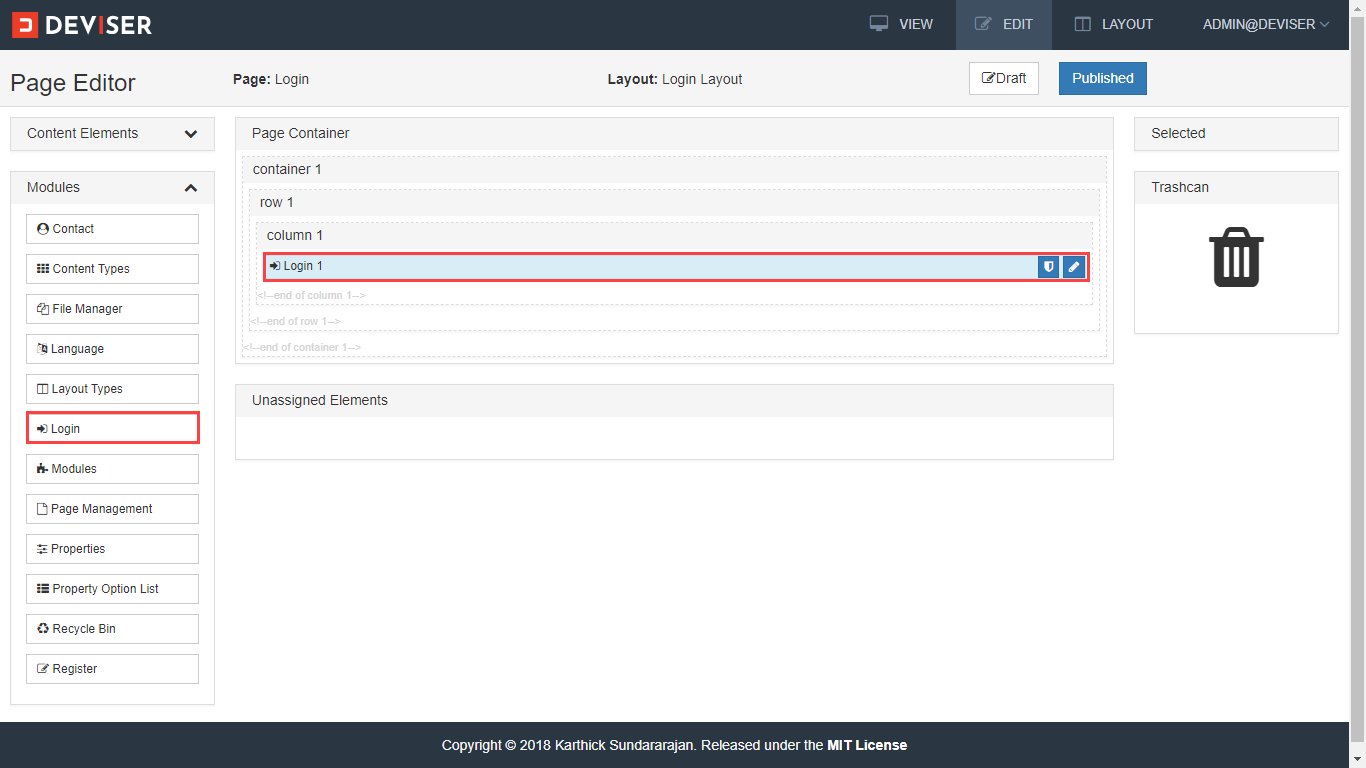 DEVISER
VIEW
EDIT
LAYOUT
ADMIN@DEVISER
Page Editor
Page: Login
Layout: Login Layout
Draft
Published
Content Elements
Modules
Contact
Content Types
File Manager
Language
Layout Types
Login
Modules
Page Management
Properties
Property Option List
Recycle Bin
Register
Page Container
container 1
row 1
column 1
Login 1
<!--end of column 1-->
<!--end of row 1-->
<!--end of container 1-->
Unassigned Elements
Selected
Trashcan
Copyright © 2018 Karthick Sundararajan. Released under the MIT License